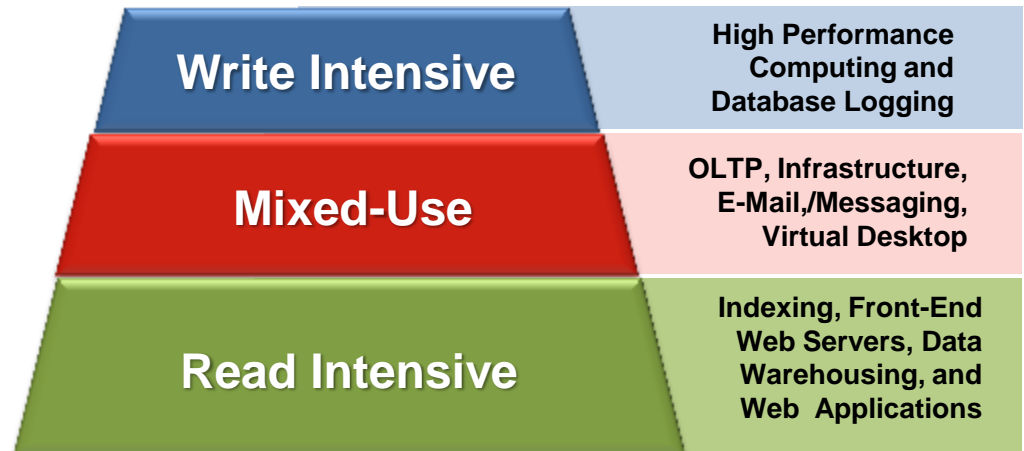 Write Intensive
High Performance
Computing and
Database Logging
Mixed-Use
OLTP, Infrastructure,
E-Mail,/Messaging,
Virtual Desktop
Read Intensive
Indexing, Front-End
Web Servers, Data
Warehousing, and
Web Applications